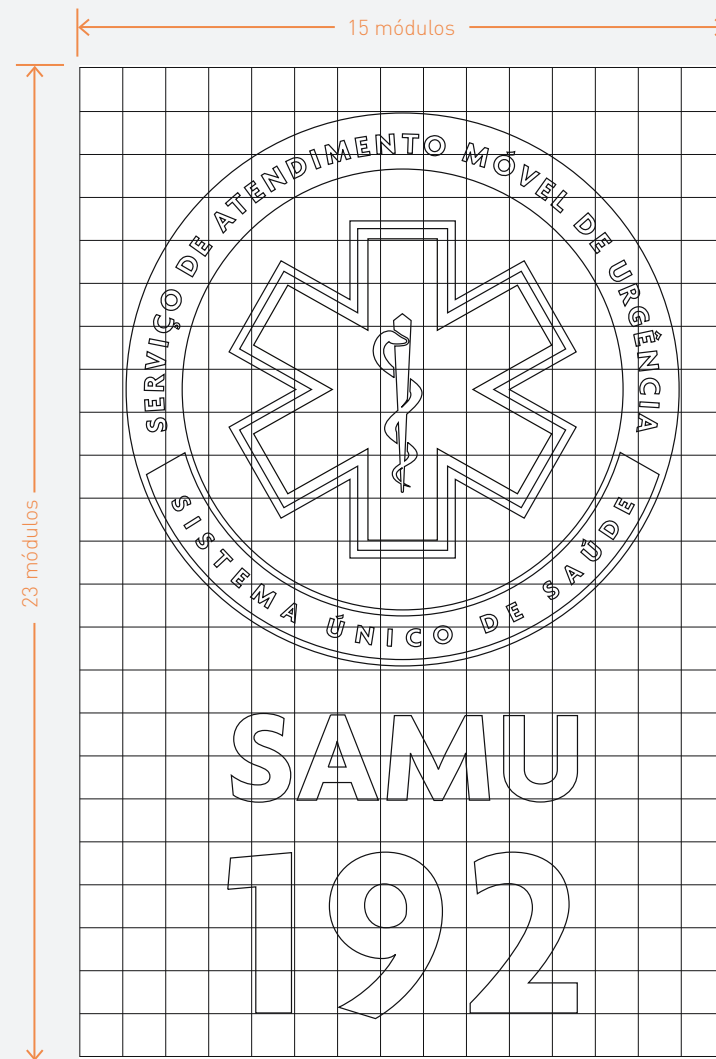 15 módulos
23 módulos
SERVIÇO DE ATENDIMENTO MÓVEL DE URGÊNCIA
SISTEMA ÚNICO DE SAÚDE
SAMU
192